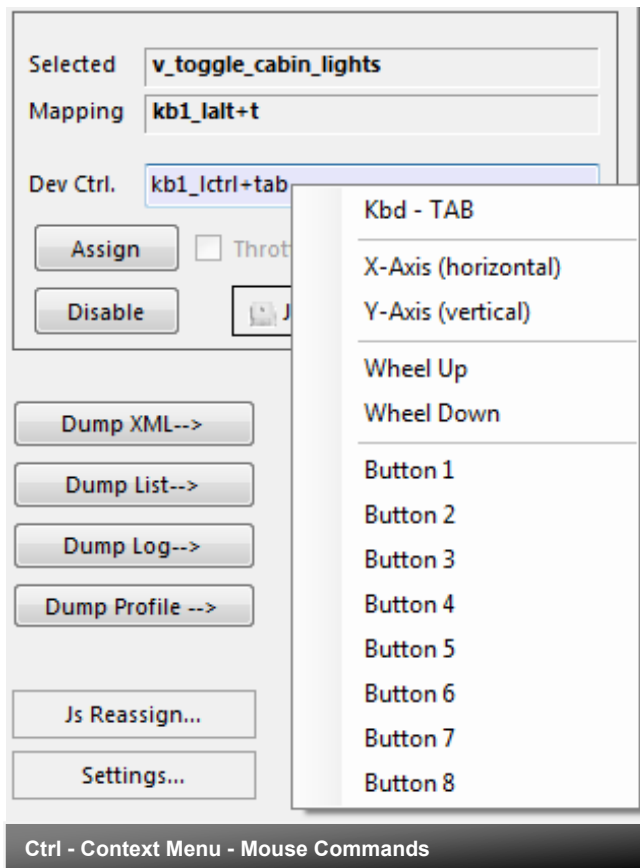 Selected v_toggle_cabin_lights
Mapping kb1_lalt+t
Dev Ctrl. kb1_lctrl+tab
Assign Thrott
Disable J
Kbd - TAB
X-Axis (horizontal)
Y-Axis (vertical)
Wheel Up
Wheel Down
Button 1
Button 2
Button 3
Button 4
Button 5
Button 6
Button 7
Button 8
Dump XML-->
Dump List-->
Dump Log-->
Dump Profile -->
Js Reassign...
Settings...
Ctrl - Context Menu - Mouse Commands